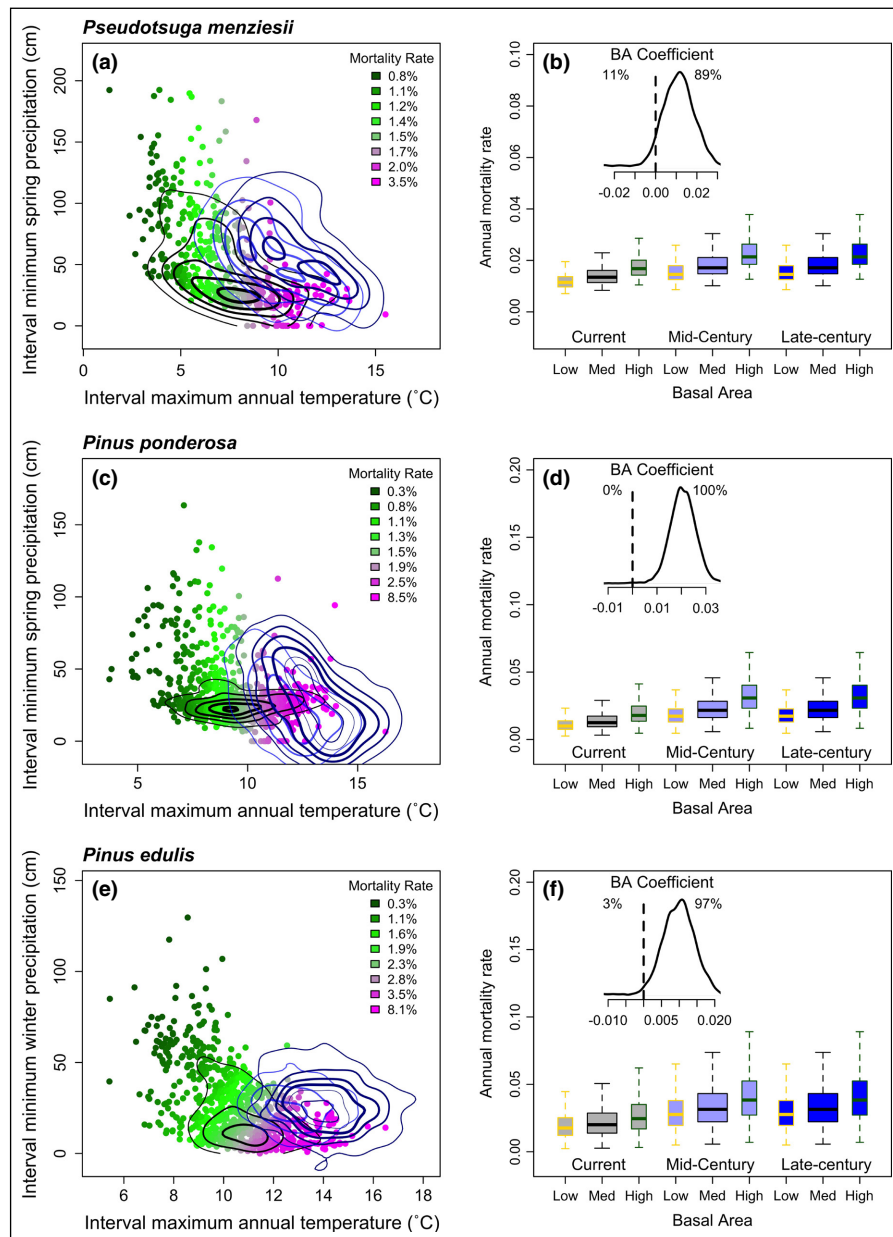 Pseudotsuga menziesii
(a)
Mortality Rate
0.8%
1.1%
1.2%
1.4%
1.5%
1.7%
2.0%
3.5%
Interval minimum spring precipitation (cm)
200
150
100
50
0
0 5 10 15
Interval maximum annual temperature (˚C)
(b)
BA Coefficient
11% 89%
-0.02 0.00 0.02
Annual mortality rate
0.10
0.08
0.06
0.04
0.02
0.00
Current Mid-Century Late-century
Low Med High Low Med High Low Med High
Basal Area
Pinus ponderosa
(c)
Mortality Rate
0.3%
0.8%
1.1%
1.3%
1.5%
1.9%
2.5%
8.5%
Interval minimum spring precipitation (cm)
150
100
50
0
5 10 15
Interval maximum annual temperature (˚C)
(d)
BA Coefficient
0% 100%
-0.01 0.01 0.03
Annual mortality rate
0.20
0.15
0.10
0.05
0.00
Current Mid-Century Late-century
Low Med High Low Med High Low Med High
Basal Area
Pinus edulis
(e)
Mortality Rate
0.3%
1.1%
1.6%
1.9%
2.3%
2.8%
3.5%
8.1%
Interval minimum winter precipitation (cm)
150
100
50
0
6 8 10 12 14 16 18
Interval maximum annual temperature (˚C)
(f)
BA Coefficient
3% 97%
-0.010 0.005 0.020
Annual mortality rate
0.20
0.15
0.10
0.05
0.00
Current Mid-Century Late-century
Low Med High Low Med High Low Med High
Basal Area